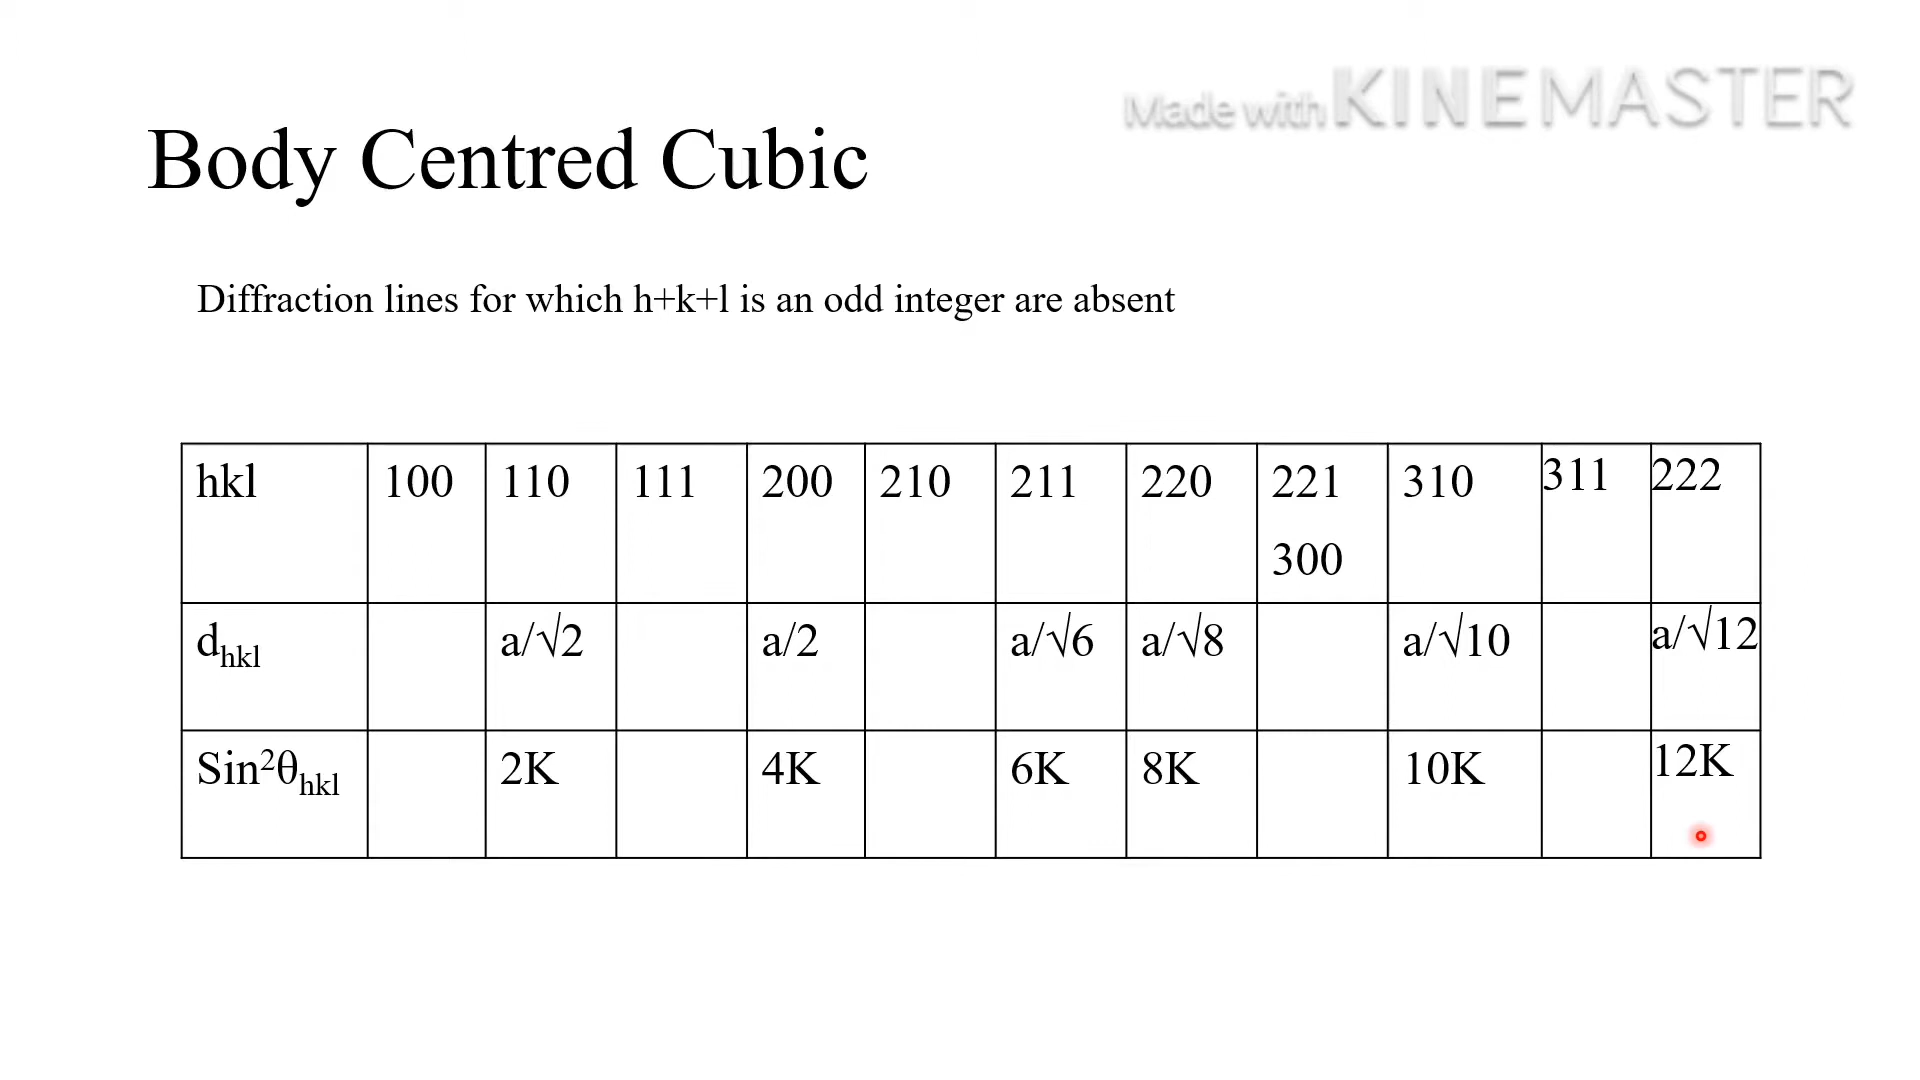 Made with KINEMASTER
Body Centred Cubic
Diffraction lines for which h+k+l is an odd integer are absent
hkl 100 110 111 200 210 211 220 221 310 311 222
300
dhkl a/√2 a/2 a/√6 a/√8 a/√10 a/√12
Sin²θhkl 2K 4K 6K 8K 10K 12K